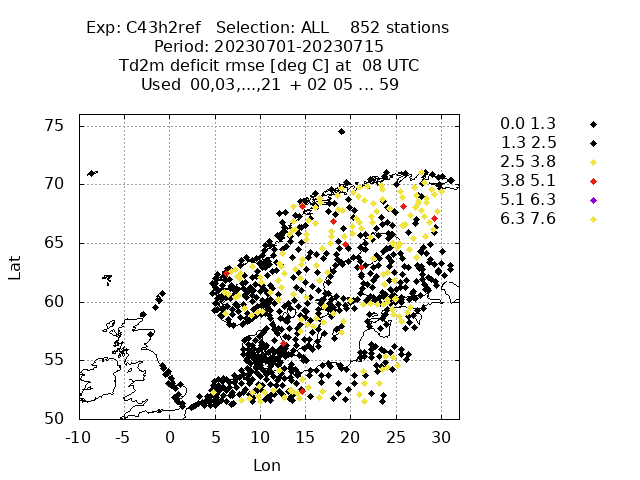 Exp: C43h2ref Selection: ALL 852 stations
Period: 20230701-20230715
Td2m deficit rmse [deg C] at 08 UTC
Used 00,03,...,21 + 02 05 ... 59
0.0 1.3
1.3 2.5
2.5 3.8
3.8 5.1
5.1 6.3
6.3 7.6
75
70
65
60
55
50
Lat
-10 -5 0 5 10 15 20 25 30
Lon